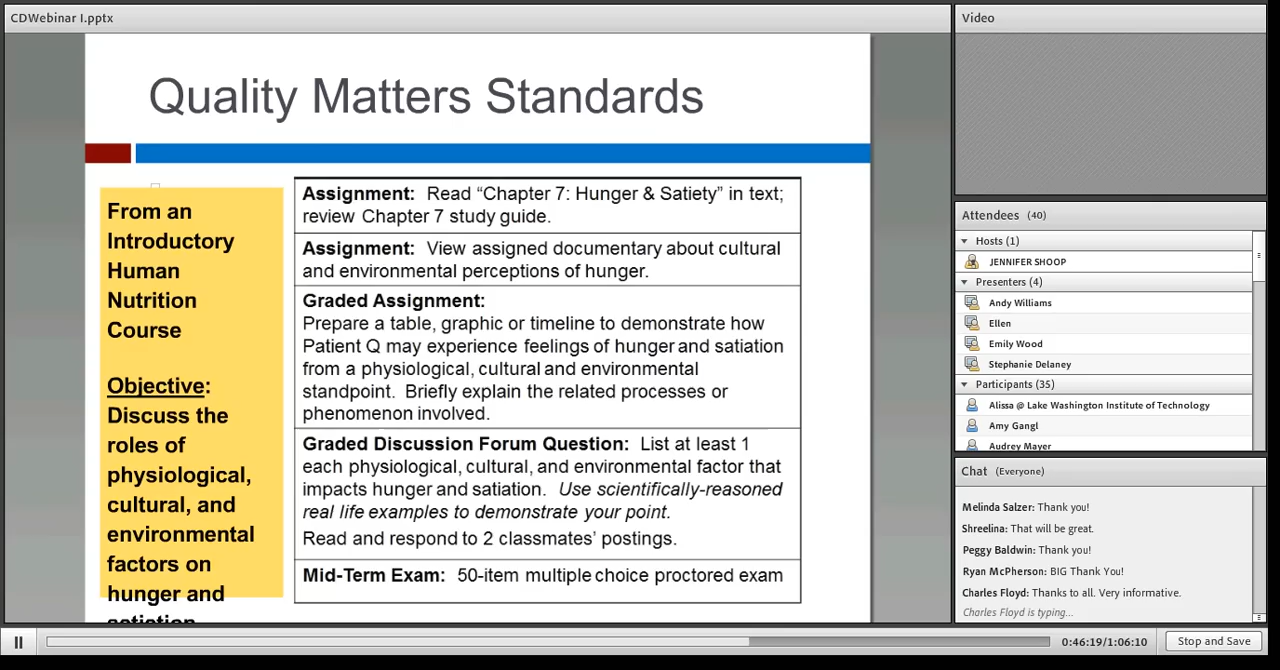 CDWebinar I.pptx
Quality Matters Standards
From an
Introductory
Human
Nutrition
Course
Objective:
Discuss the
roles of
physiological,
cultural, and
environmental
factors on
hunger and
satiation
Assignment: Read “Chapter 7: Hunger & Satiety” in text;
review Chapter 7 study guide.
Assignment: View assigned documentary about cultural
and environmental perceptions of hunger.
Graded Assignment:
Prepare a table, graphic or timeline to demonstrate how
Patient Q may experience feelings of hunger and satiation
from a physiological, cultural and environmental
standpoint. Briefly explain the related processes or
phenomenon involved.
Graded Discussion Forum Question: List at least 1
each physiological, cultural, and environmental factor that
impacts hunger and satiation. Use scientifically-reasoned
real life examples to demonstrate your point.
Read and respond to 2 classmates’ postings.
Mid-Term Exam: 50-item multiple choice proctored exam
Video
Attendees (40)
Hosts (1)
JENNIFER SHOOP
Presenters (4)
Andy Williams
Ellen
Emily Wood
Stephanie Delaney
Participants (35)
Alissa @ Lake Washington Institute of Technology
Amy Gangl
Audrey Mayer
Chat (Everyone)
Melinda Salzer: Thank you!
Shreelina: That will be great.
Peggy Baldwin: Thank you!
Ryan McPherson: BIG Thank You!
Charles Floyd: Thanks to all. Very informative.
Charles Floyd is typing...
0:46:19/1:06:10
Stop and Save